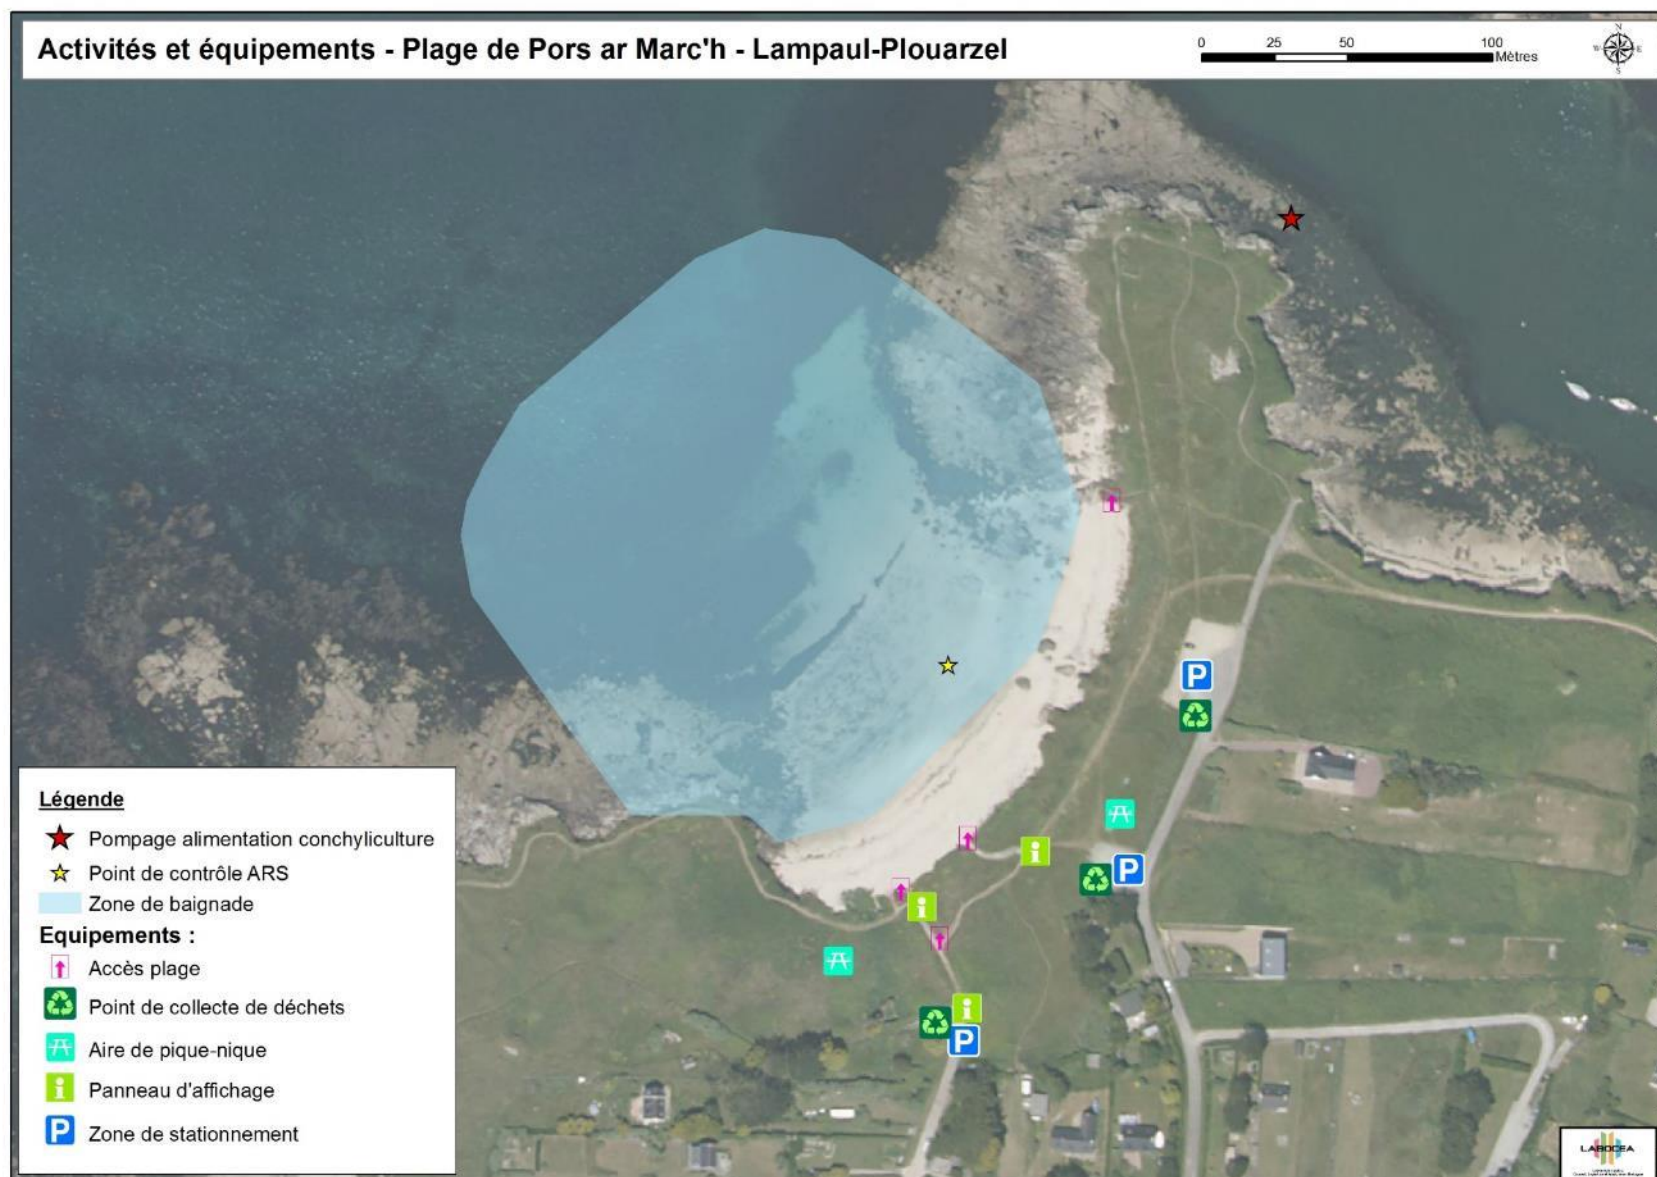 Activités et équipements - Plage de Pors ar Marc'h - Lampaul-Plouarzel
0 25 50 100
Mètres
N
W E
S
P
i
P
i
i
P
Légende
Pompage alimentation conchyliculture
Point de contrôle ARS
Zone de baignade
Equipements :
Accès plage
Point de collecte de déchets
Aire de pique-nique
i Panneau d'affichage
P Zone de stationnement
LABOCEA